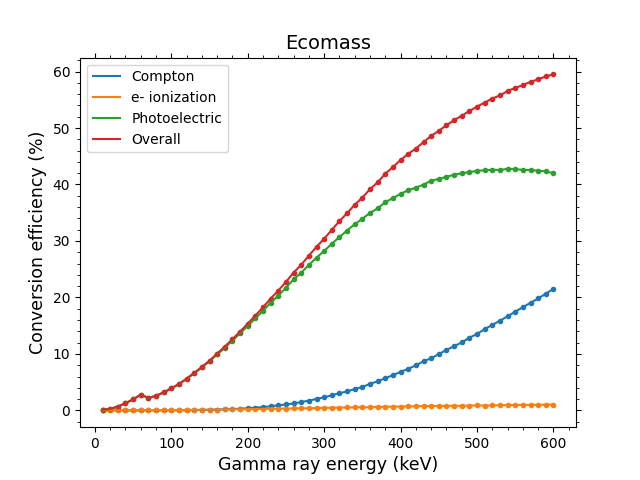 Ecomass
Compton
e- ionization
Photoelectric
Overall
Conversion efficiency (%)
60
50
40
30
20
10
0
0 100 200 300 400 500 600
Gamma ray energy (keV)